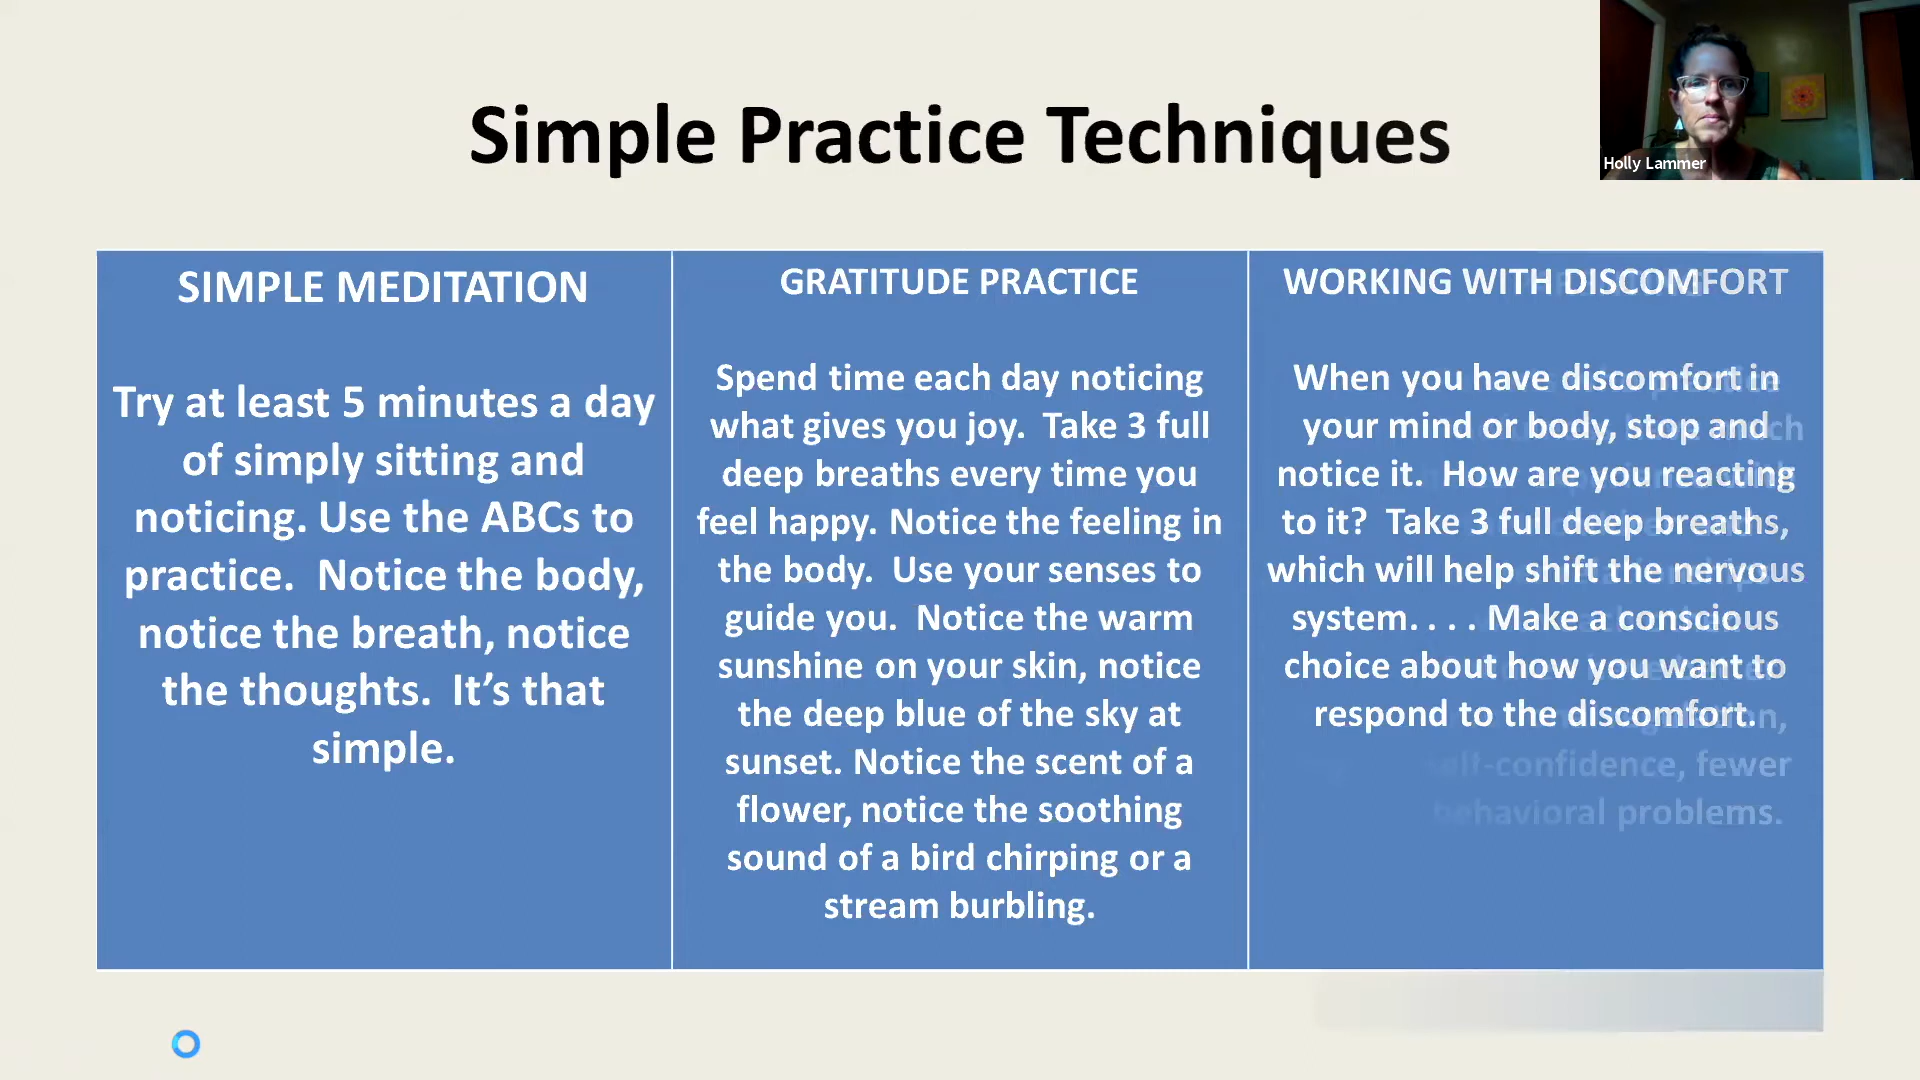 Simple Practice Techniques
Holly Lammer
SIMPLE MEDITATION
Try at least 5 minutes a day
of simply sitting and
noticing. Use the ABCs to
practice.  Notice the body,
notice the breath, notice
the thoughts.  It’s that
simple.
GRATITUDE PRACTICE
Spend time each day noticing
what gives you joy.  Take 3 full
deep breaths every time you
feel happy. Notice the feeling in
the body.  Use your senses to
guide you.  Notice the warm
sunshine on your skin, notice
the deep blue of the sky at
sunset. Notice the scent of a
flower, notice the soothing
sound of a bird chirping or a
stream burbling.
WORKING WITH DISCOMFORT
When you have discomfort in
your mind or body, stop and
notice it.  How are you reacting
to it?  Take 3 full deep breaths,
which will help shift the nervous
system. . . . Make a conscious
choice about how you want to
respond to the discomfort.
self-confidence, fewer
behavioral problems.